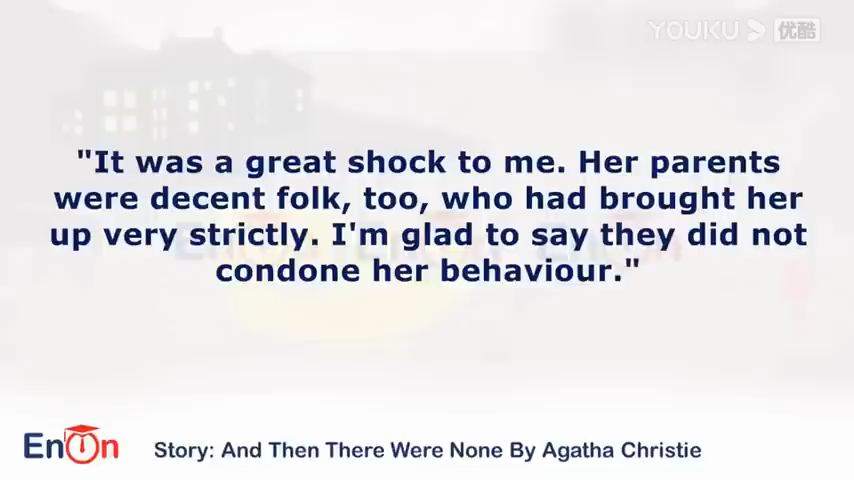 YOUKU 优酷
"It was a great shock to me. Her parents
were decent folk, too, who had brought her
up very strictly. I'm glad to say they did not
condone her behaviour."
EnOn
Story: And Then There Were None By Agatha Christie